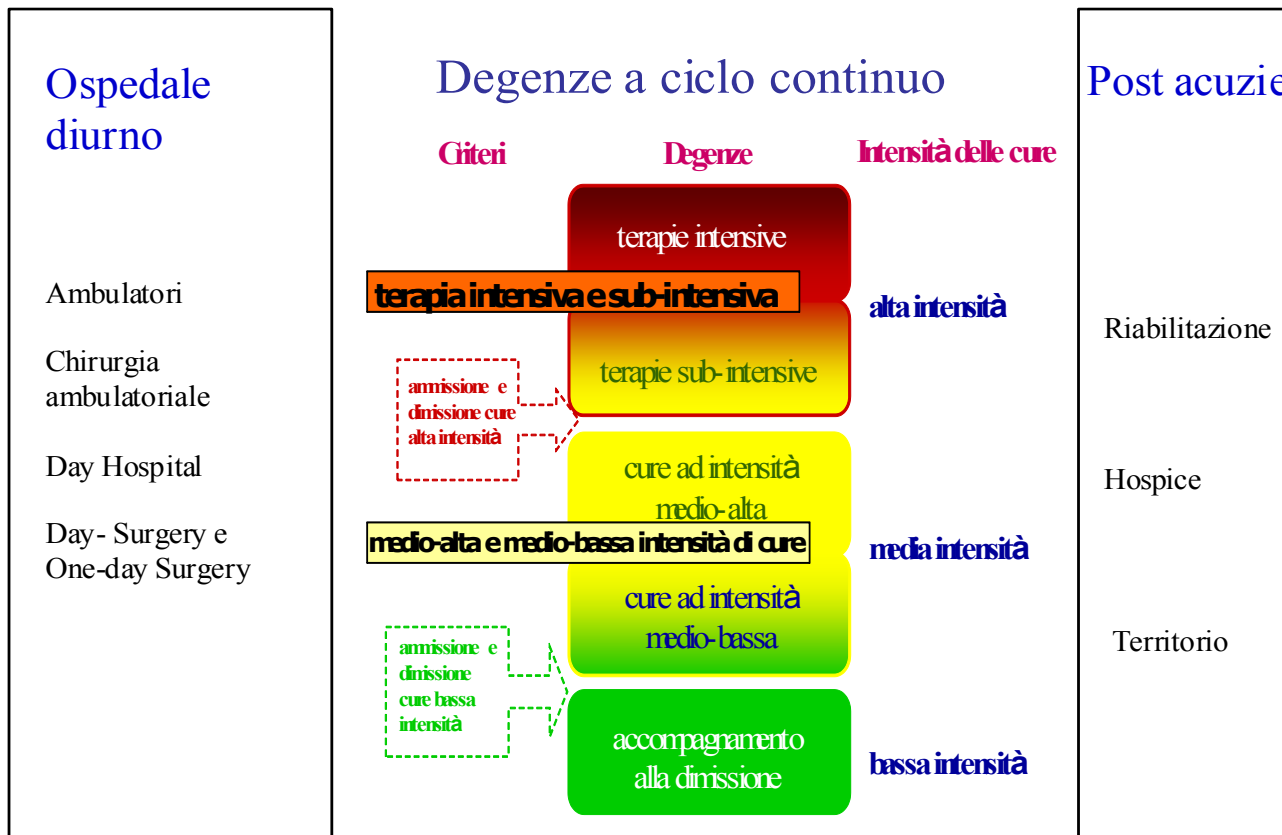 Ospedale
diurno
Ambulatori
Chirurgia
ambulatoriale
Day Hospital
Day- Surgery e
One-day Surgery
Degenze a ciclo continuo
Criteri
Degenze
Intensità delle cure
terapie intensive
terapia intensiva e sub-intensiva
alta intensità
terapie sub-intensive
ammissione e
dimissione cure
alta intensità
cure ad intensità
medio-alta
medio-alta e medio-bassa intensità di cure
media intensità
cure ad intensità
medio-bassa
ammissione e
dimissione
cure bassa
intensità
accompagnamento
alla dimissione
bassa intensità
Post acuzie
Riabilitazione
Hospice
Territorio